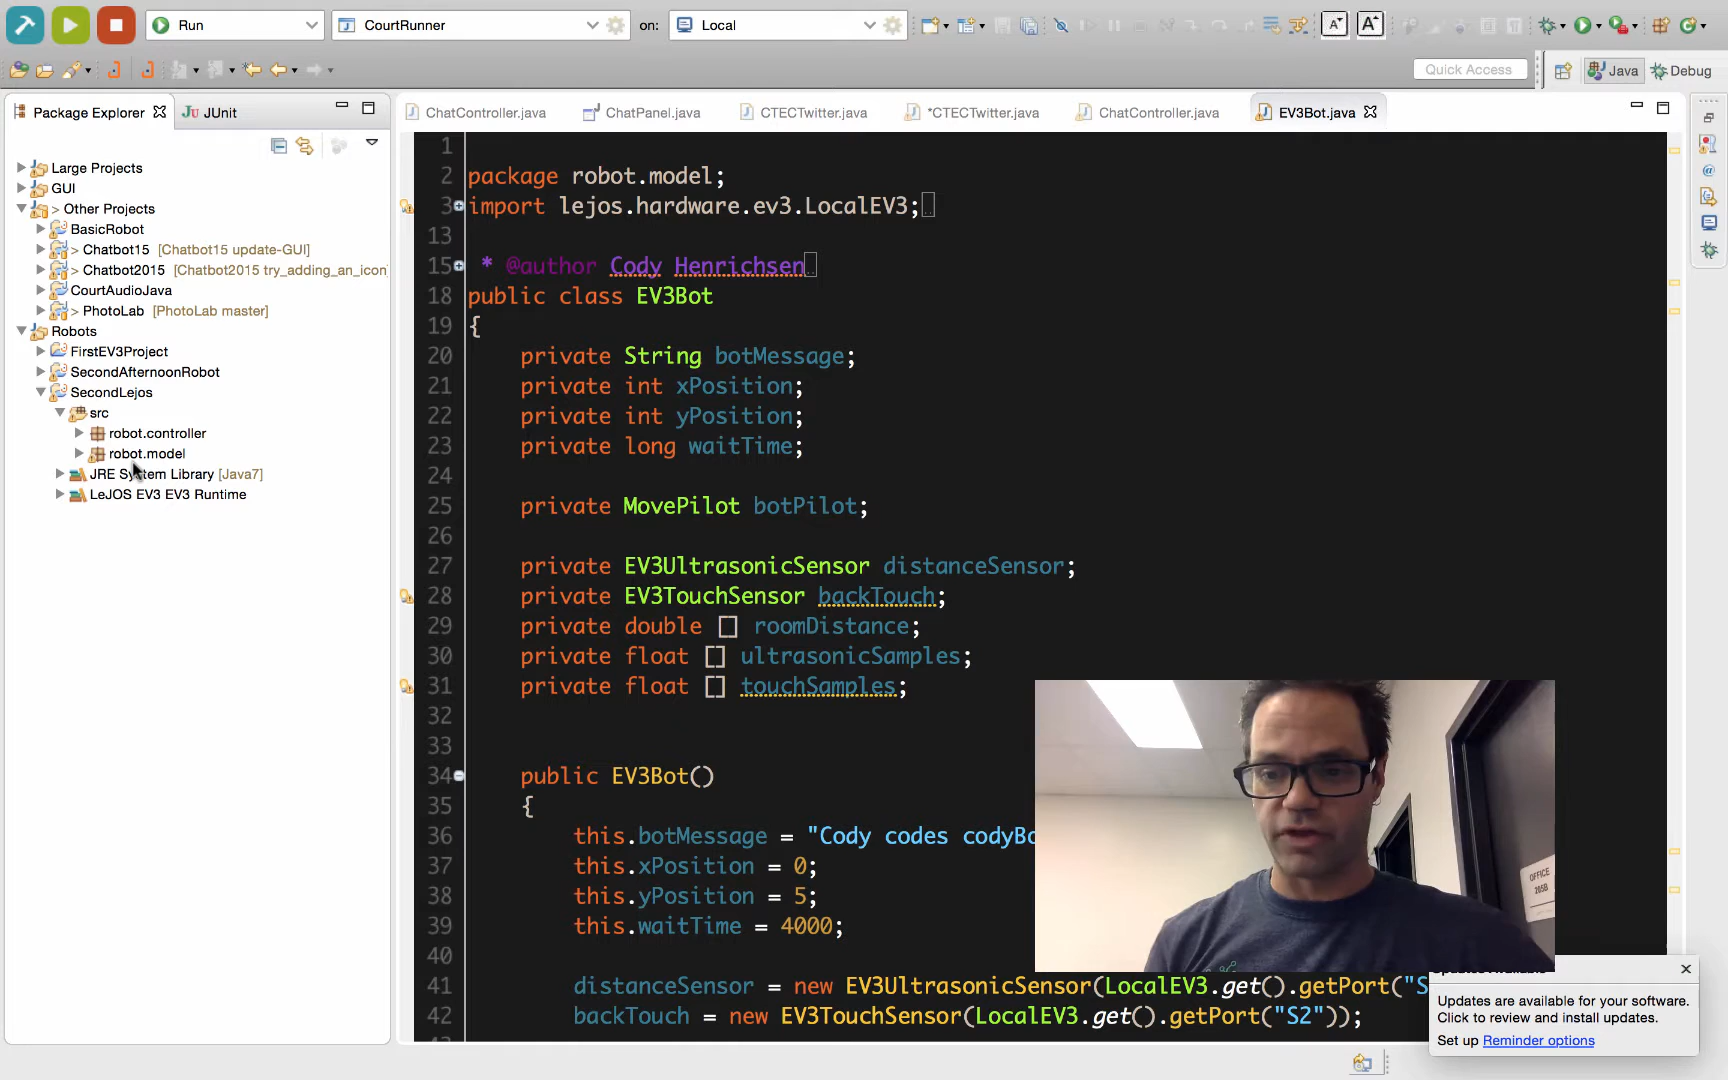 Run
CourtRunner
on:
Local
Quick Access
Java
Debug
Package Explorer
JUnit
ChatController.java
ChatPanel.java
CTECTwitter.java
*CTECTwitter.java
ChatController.java
EV3Bot.java
Large Projects
GUI
> Other Projects
BasicRobot
> Chatbot15 [Chatbot15 update-GUI]
> Chatbot2015 [Chatbot2015 try_adding_an_icon]
CourtAudioJava
> PhotoLab [PhotoLab master]
Robots
FirstEV3Project
SecondAfternoonRobot
SecondLejos
src
robot.controller
robot.model
JRE System Library [Java7]
LeJOS EV3 EV3 Runtime
1
2 package robot.model;
3 import lejos.hardware.ev3.LocalEV3;
13
15 * @author Cody Henrichsen
18 public class EV3Bot
19 {
20 private String botMessage;
21 private int xPosition;
22 private int yPosition;
23 private long waitTime;
24
25 private MovePilot botPilot;
26
27 private EV3UltrasonicSensor distanceSensor;
28 private EV3TouchSensor backTouch;
29 private double [] roomDistance;
30 private float [] ultrasonicSamples;
31 private float [] touchSamples;
32
33
34 public EV3Bot()
35 {
36 this.botMessage = "Cody codes codyBo
37 this.xPosition = 0;
38 this.yPosition = 5;
39 this.waitTime = 4000;
40
41 distanceSensor = new EV3UltrasonicSensor(LocalEV3.get().getPort("S
42 backTouch = new EV3TouchSensor(LocalEV3.get().getPort("S2"));
OFFICE
205B
Updates Available
Updates are available for your software.
Click to review and install updates.
Set up Reminder options